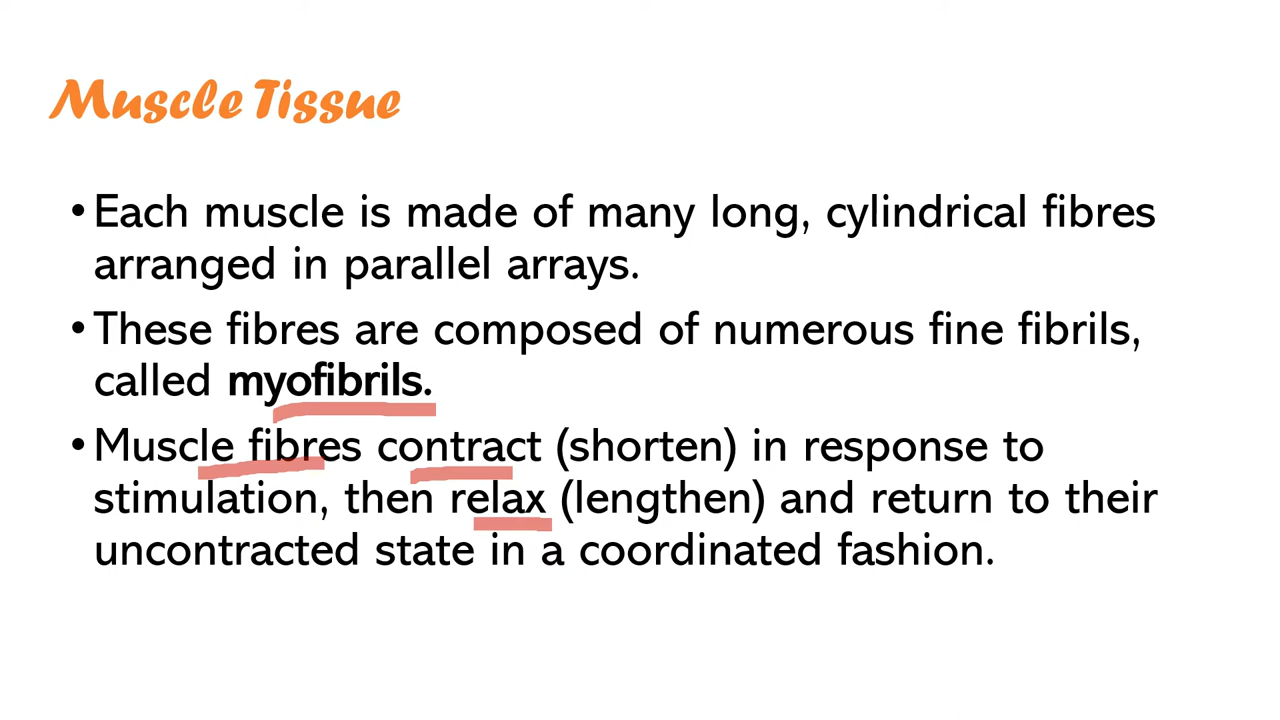 Muscle Tissue
•Each muscle is made of many long, cylindrical fibres
arranged in parallel arrays.
•These fibres are composed of numerous fine fibrils,
called myofibrils.
•Muscle fibres contract (shorten) in response to
stimulation, then relax (lengthen) and return to their
uncontracted state in a coordinated fashion.